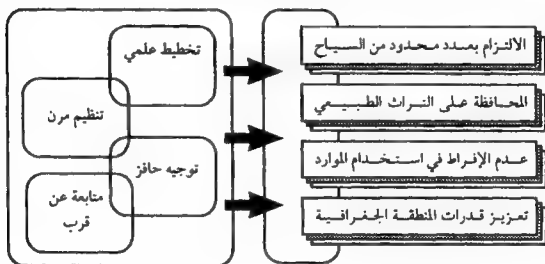 تخطيط علمي
تنظيم مرن
توجيه حافز
متابعة عن
قرب
الالتزام بعدد محدود من السياح
المحافظة على التراث الطبيعي
عدم الإفراط في استخدام الموارد
تعزيز قدرات المنطقة الجغرافية